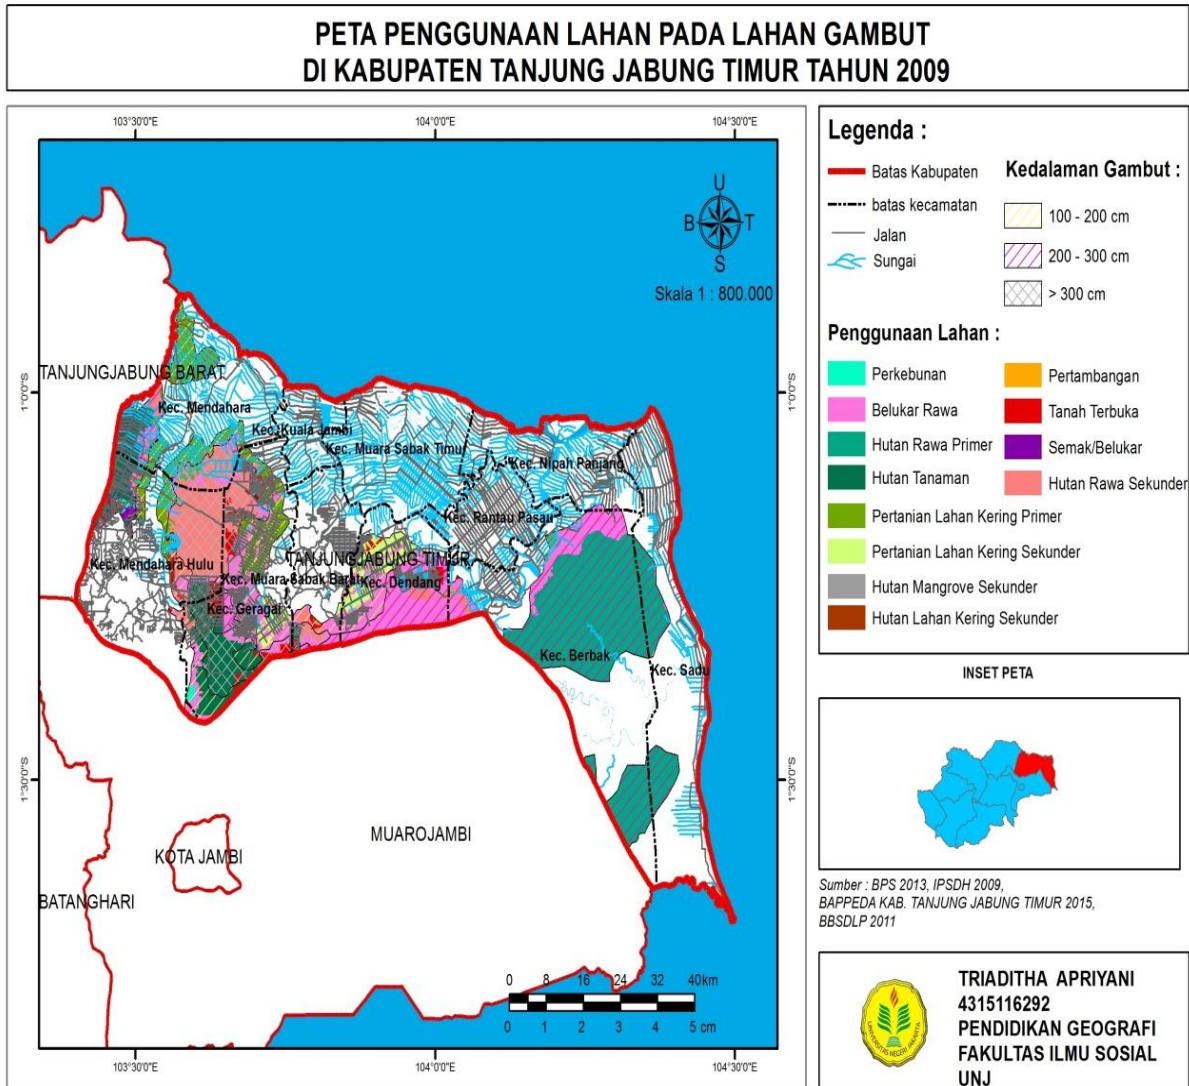 PETA PENGGUNAAN LAHAN PADA LAHAN GAMBUT
DI KABUPATEN TANJUNG JABUNG TIMUR TAHUN 2009
103°30'0"E
104°0'0"E
104°30'0"E
U
B
T
S
Skala 1 : 800.000
1°0'0"S
1°0'0"S
TANJUNGJABUNG BARAT
Kec. Mendahara
Kec. Kuala Jambi
Kec. Muara Sabak Timur
Kec. Nipah Panjang
Kec. Rantau Pasau
TANJUNGJABUNG TIMUR
Kec. Mendahara Hulu
Kec. Muara Sabak Barat
Kec. Dendang
Kec. Geragai
Kec. Berbak
Kec. Sadu
1°30'0"S
1°30'0"S
MUAROJAMBI
KOTA JAMBI
BATANGHARI
0 8 16 24 32 40 km
0 1 2 3 4 5 cm
103°30'0"E
104°0'0"E
104°30'0"E
Legenda :
Batas Kabupaten
batas kecamatan
Jalan
Sungai
Kedalaman Gambut :
100 - 200 cm
200 - 300 cm
> 300 cm
Penggunaan Lahan :
Perkebunan
Belukar Rawa
Hutan Rawa Primer
Hutan Tanaman
Pertanian Lahan Kering Primer
Pertanian Lahan Kering Sekunder
Hutan Mangrove Sekunder
Hutan Lahan Kering Sekunder
Pertambangan
Tanah Terbuka
Semak/Belukar
Hutan Rawa Sekunder
INSET PETA
Sumber : BPS 2013, IPSDH 2009,
BAPPEDA KAB. TANJUNG JABUNG TIMUR 2015,
BBSDLP 2011
UNIVERSITAS NEGERI JAKARTA
TRIADITHA APRIYANI
4315116292
PENDIDIKAN GEOGRAFI
FAKULTAS ILMU SOSIAL
UNJ